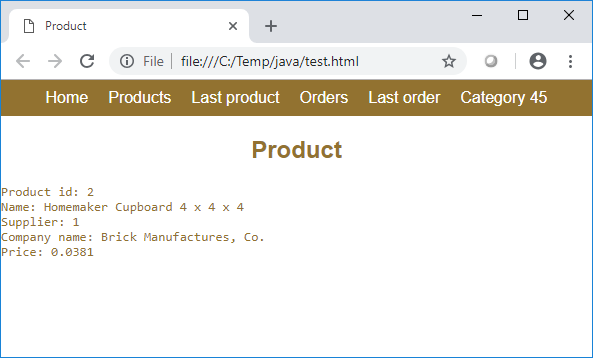 Product
File file:///C:/Temp/java/test.html
Home Products Last product Orders Last order Category 45
Product
Product id: 2
Name: Homemaker Cupboard 4 x 4 x 4
Supplier: 1
Company name: Brick Manufactures, Co.
Price: 0.0381